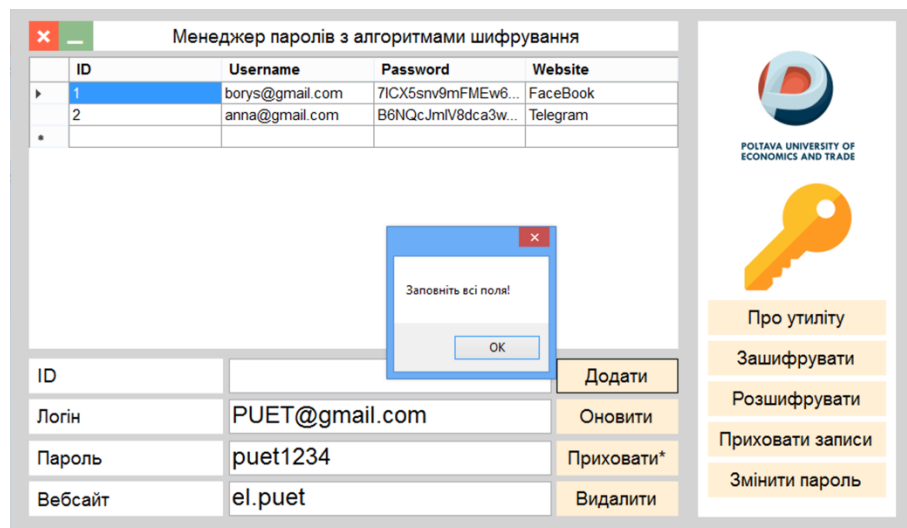 Менеджер паролів з алгоритмами шифрування
ID Username Password Website
1 borys@gmail.com 7ICX5snv9mFMEw6... FaceBook
2 anna@gmail.com B6NQcJmlV8dca3w... Telegram
POLTAVA UNIVERSITY OF
ECONOMICS AND TRADE
Заповніть всі поля!
OK
ID Додати
Логін PUET@gmail.com Оновити
Пароль puet1234 Приховати*
Вебсайт el.puet Видалити
Про утиліту
Зашифрувати
Розшифрувати
Приховати записи
Змінити пароль